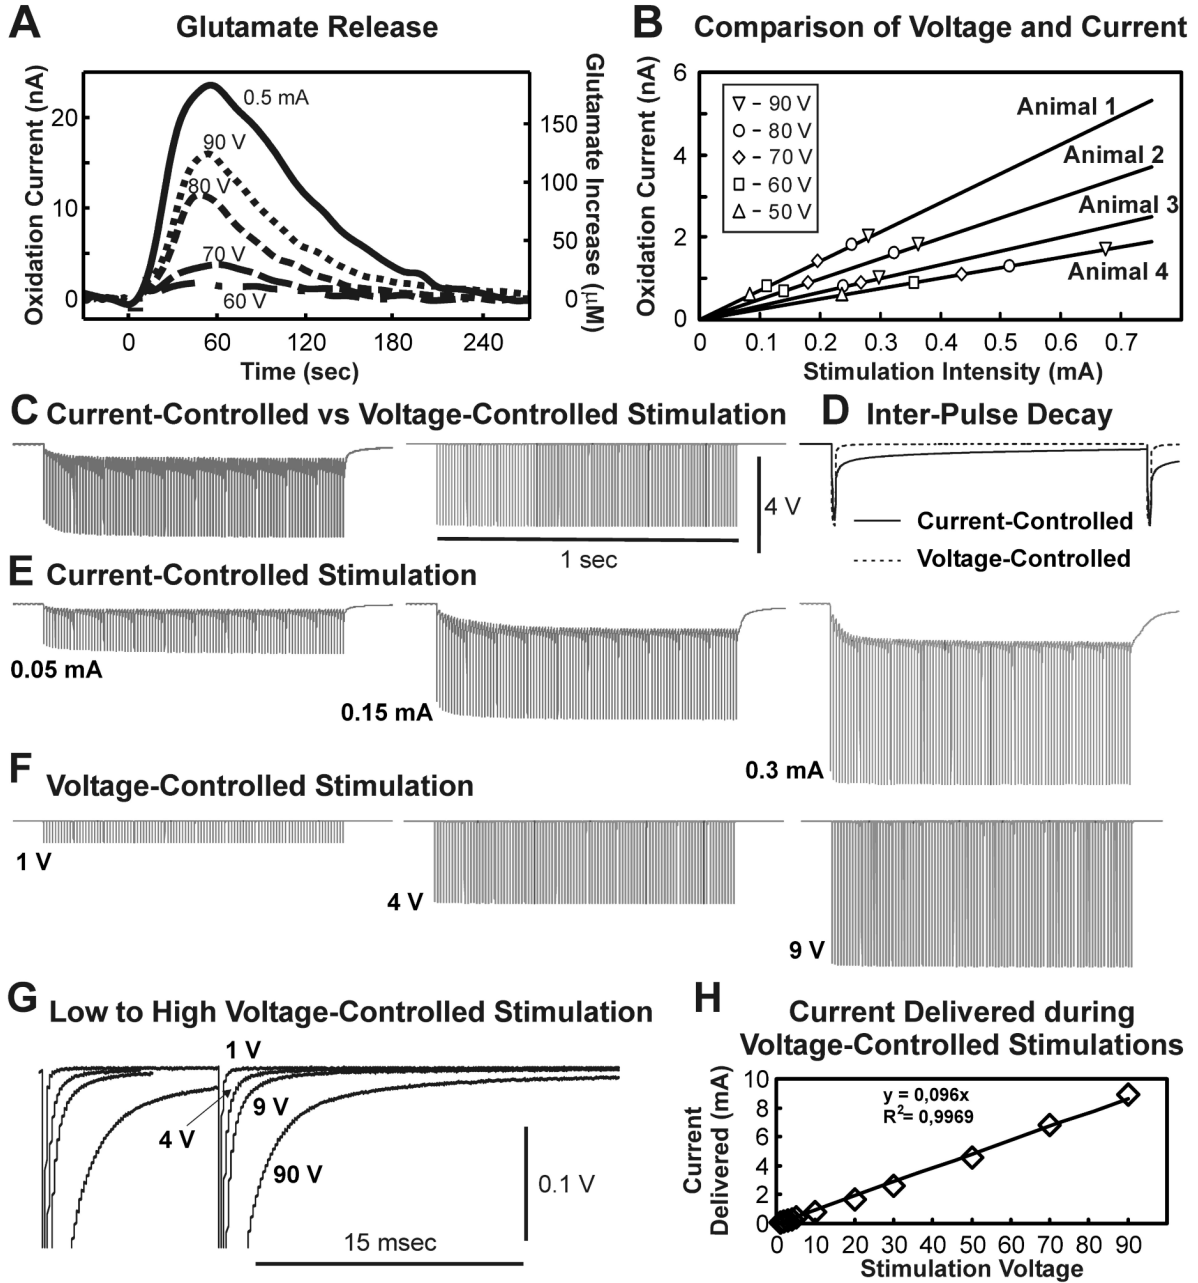 A Glutamate Release
Oxidation Current (nA)
20
10
0
0.5 mA
90 V
80 V
70 V
60 V
150
100
50
0
Glutamate Increase (μM)
0 60 120 180 240
Time (sec)
B Comparison of Voltage and Current
Oxidation Current (nA)
6
4
2
0
▽ - 90 V
○ - 80 V
◇ - 70 V
□ - 60 V
△ - 50 V
Animal 1
Animal 2
Animal 3
Animal 4
0 0.1 0.2 0.3 0.4 0.5 0.6 0.7
Stimulation Intensity (mA)
C Current-Controlled vs Voltage-Controlled Stimulation
4 V
1 sec
D Inter-Pulse Decay
Current-Controlled
Voltage-Controlled
E Current-Controlled Stimulation
0.05 mA
0.15 mA
0.3 mA
F Voltage-Controlled Stimulation
1 V
4 V
9 V
G Low to High Voltage-Controlled Stimulation
1 V
9 V
4 V
90 V
0.1 V
15 msec
H Current Delivered during
Voltage-Controlled Stimulations
Current
Delivered (mA)
10
8
6
4
2
0
y = 0,096x
R²= 0,9969
0 10 20 30 40 50 60 70 80 90
Stimulation Voltage